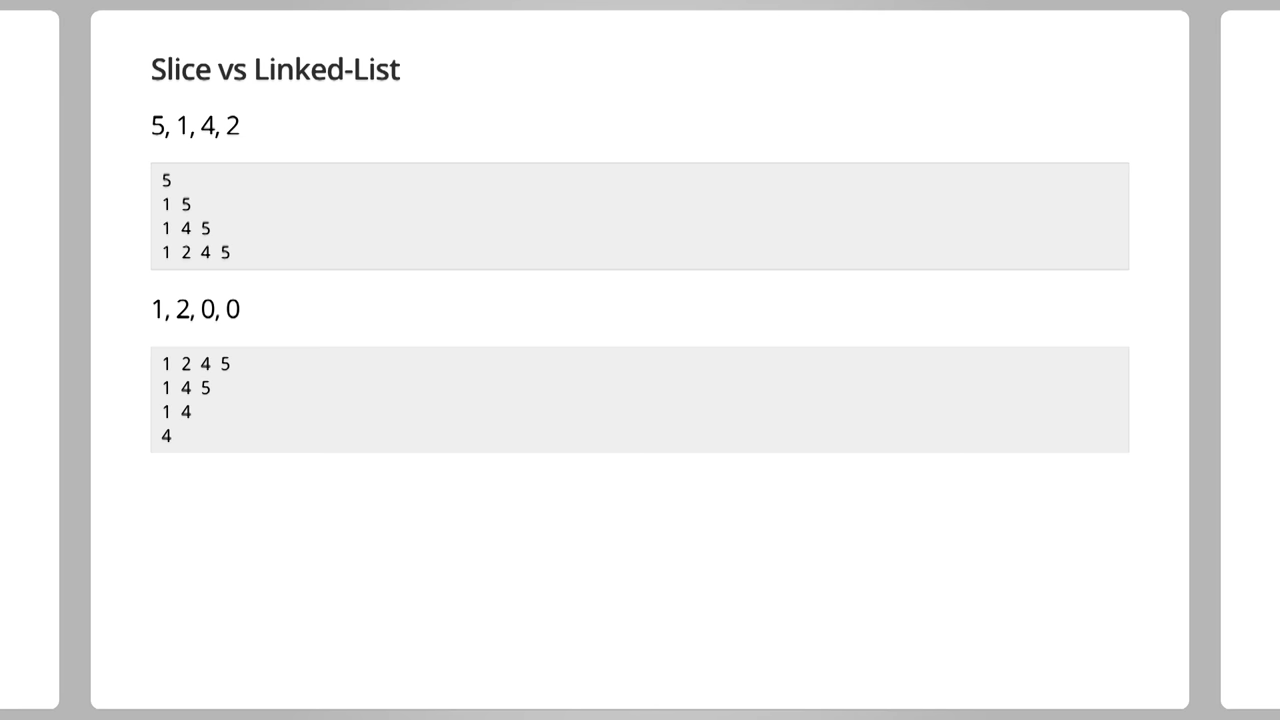 Slice vs Linked-List
5, 1, 4, 2
5
1 5
1 4 5
1 2 4 5
1, 2, 0, 0
1 2 4 5
1 4 5
1 4
4